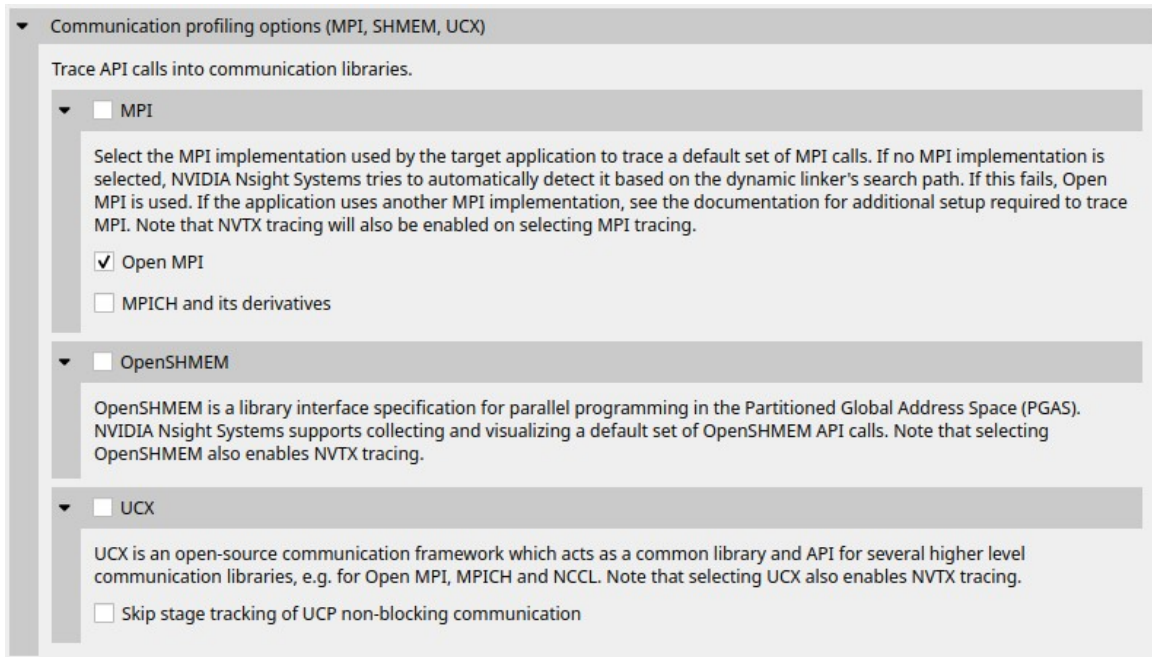 Communication profiling options (MPI, SHMEM, UCX)
Trace API calls into communication libraries.
MPI
Select the MPI implementation used by the target application to trace a default set of MPI calls. If no MPI implementation is
selected, NVIDIA Nsight Systems tries to automatically detect it based on the dynamic linker's search path. If this fails, Open
MPI is used. If the application uses another MPI implementation, see the documentation for additional setup required to trace
MPI. Note that NVTX tracing will also be enabled on selecting MPI tracing.
Open MPI
MPICH and its derivatives
OpenSHMEM
OpenSHMEM is a library interface specification for parallel programming in the Partitioned Global Address Space (PGAS).
NVIDIA Nsight Systems supports collecting and visualizing a default set of OpenSHMEM API calls. Note that selecting
OpenSHMEM also enables NVTX tracing.
UCX
UCX is an open-source communication framework which acts as a common library and API for several higher level
communication libraries, e.g. for Open MPI, MPICH and NCCL. Note that selecting UCX also enables NVTX tracing.
Skip stage tracking of UCP non-blocking communication